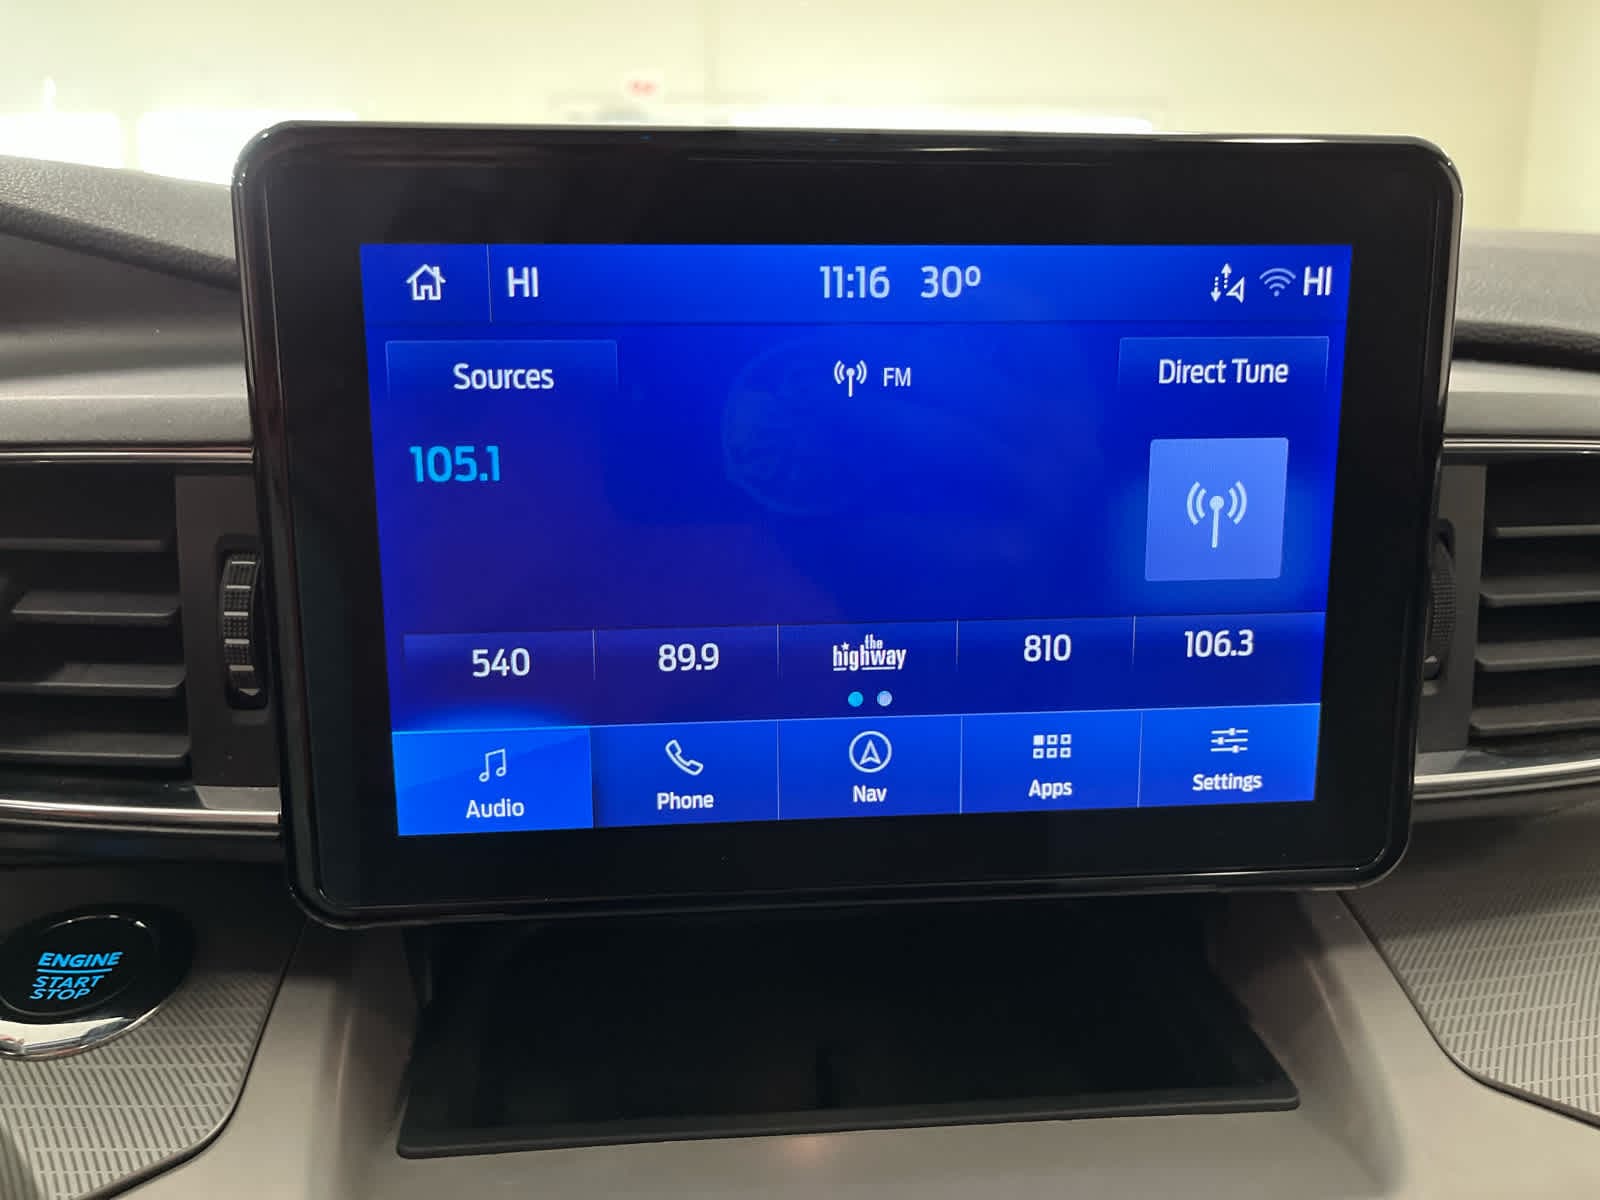 HI 11:16 30° HI
Sources FM Direct Tune
105.1
540 89.9 the highway 810 106.3
Audio Phone Nav Apps Settings
ENGINE
START
STOP